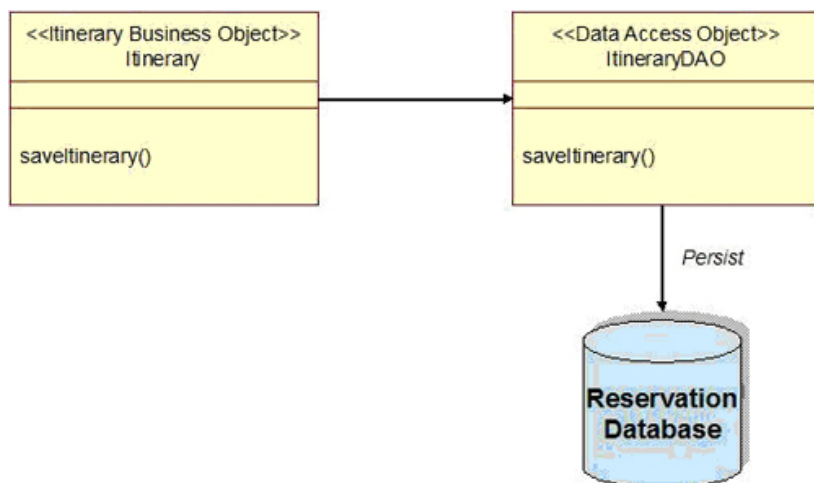 <<Itinerary Business Object>>
Itinerary
saveItinerary()
<<Data Access Object>>
ItineraryDAO
saveItinerary()
Persist
Reservation
Database